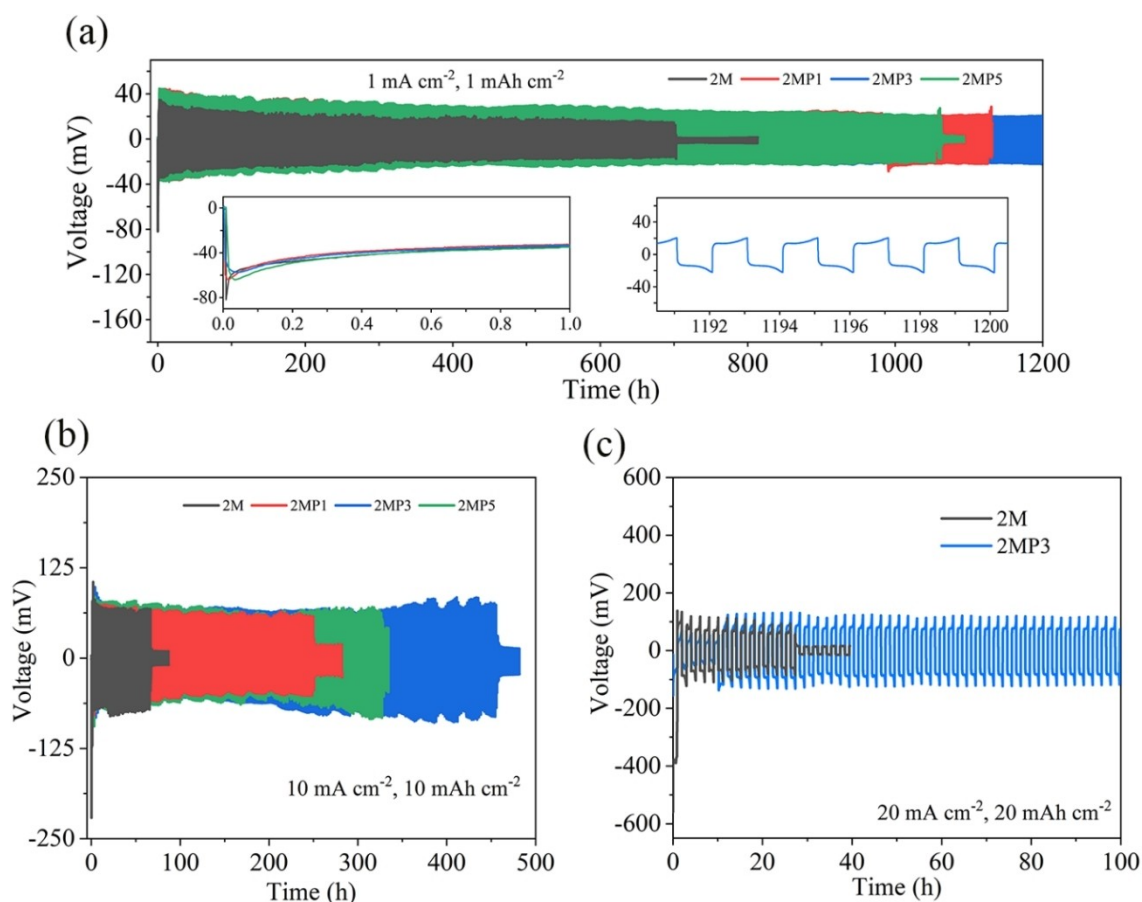 (a)
1 mA cm⁻², 1 mAh cm⁻²
2M 2MP1 2MP3 2MP5
40
0
-40
-80
-120
-160
Voltage (mV)
0
-40
-80
0.0 0.2 0.4 0.6 0.8 1.0
40
20
0
-20
-40
1192 1194 1196 1198 1200
0 200 400 600 800 1000 1200
Time (h)
(b)
250
125
0
-125
-250
Voltage (mV)
2M 2MP1 2MP3 2MP5
10 mA cm⁻², 10 mAh cm⁻²
0 100 200 300 400 500
Time (h)
(c)
600
400
200
0
-200
-400
-600
Voltage (mV)
2M
2MP3
20 mA cm⁻², 20 mAh cm⁻²
0 20 40 60 80 100
Time (h)